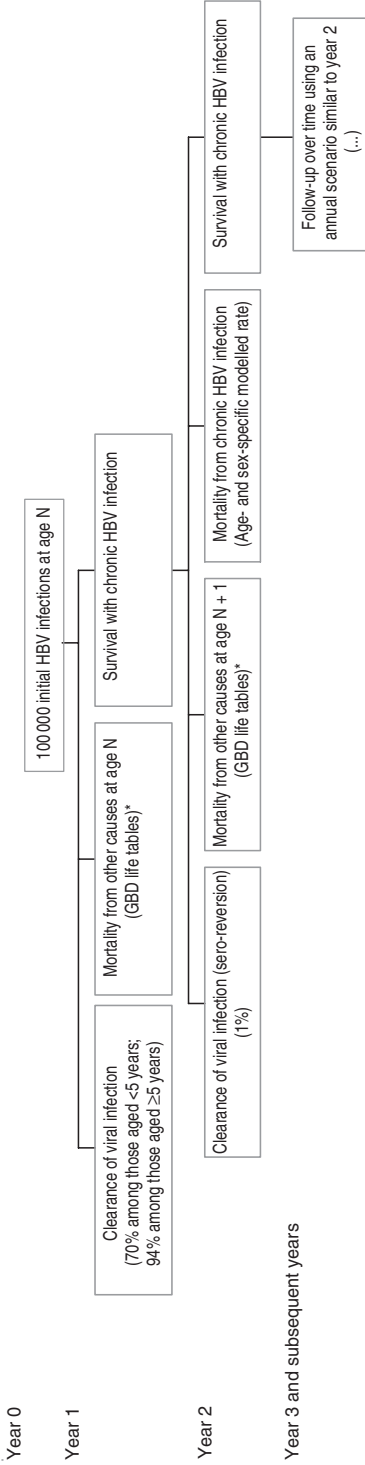 Year 0
100 000 initial HBV infections at age N
Year 1
Clearance of viral infection
(70% among those aged <5 years;
94% among those aged ≥5 years)
Mortality from other causes at age N
(GBD life tables)*
Survival with chronic HBV infection
Year 2
Clearance of viral infection (sero-reversion)
(1%)
Mortality from other causes at age N + 1
(GBD life tables)*
Mortality from chronic HBV infection
(Age- and sex-specific modelled rate)
Survival with chronic HBV infection
Year 3 and subsequent years
Follow-up over time using an
annual scenario similar to year 2
(...)